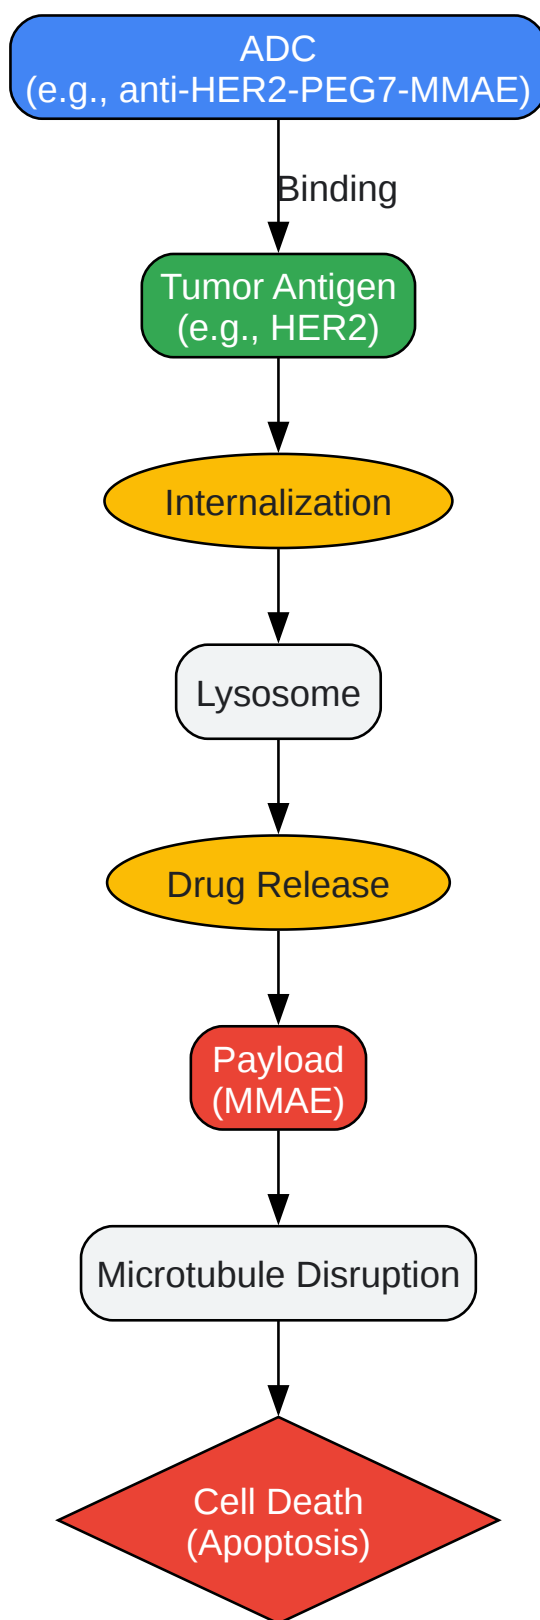 ADC
(e.g., anti-HER2-PEG7-MMAE)
Binding
Tumor Antigen
(e.g., HER2)
Internalization
Lysosome
Drug Release
Payload
(MMAE)
Microtubule Disruption
Cell Death
(Apoptosis)